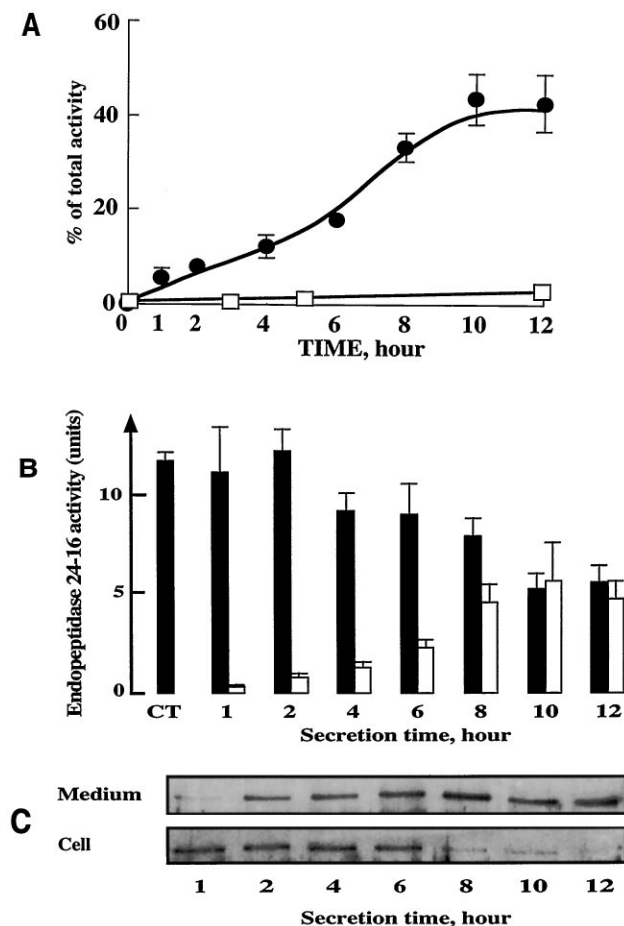 A
60
40
20
0
% of total activity
0 1 2 4 6 8 10 12
TIME, hour
B
Endopeptidase 24-16 activity (units)
10
5
0
CT 1 2 4 6 8 10 12
Secretion time, hour
C
Medium
Cell
1 2 4 6 8 10 12
Secretion time, hour